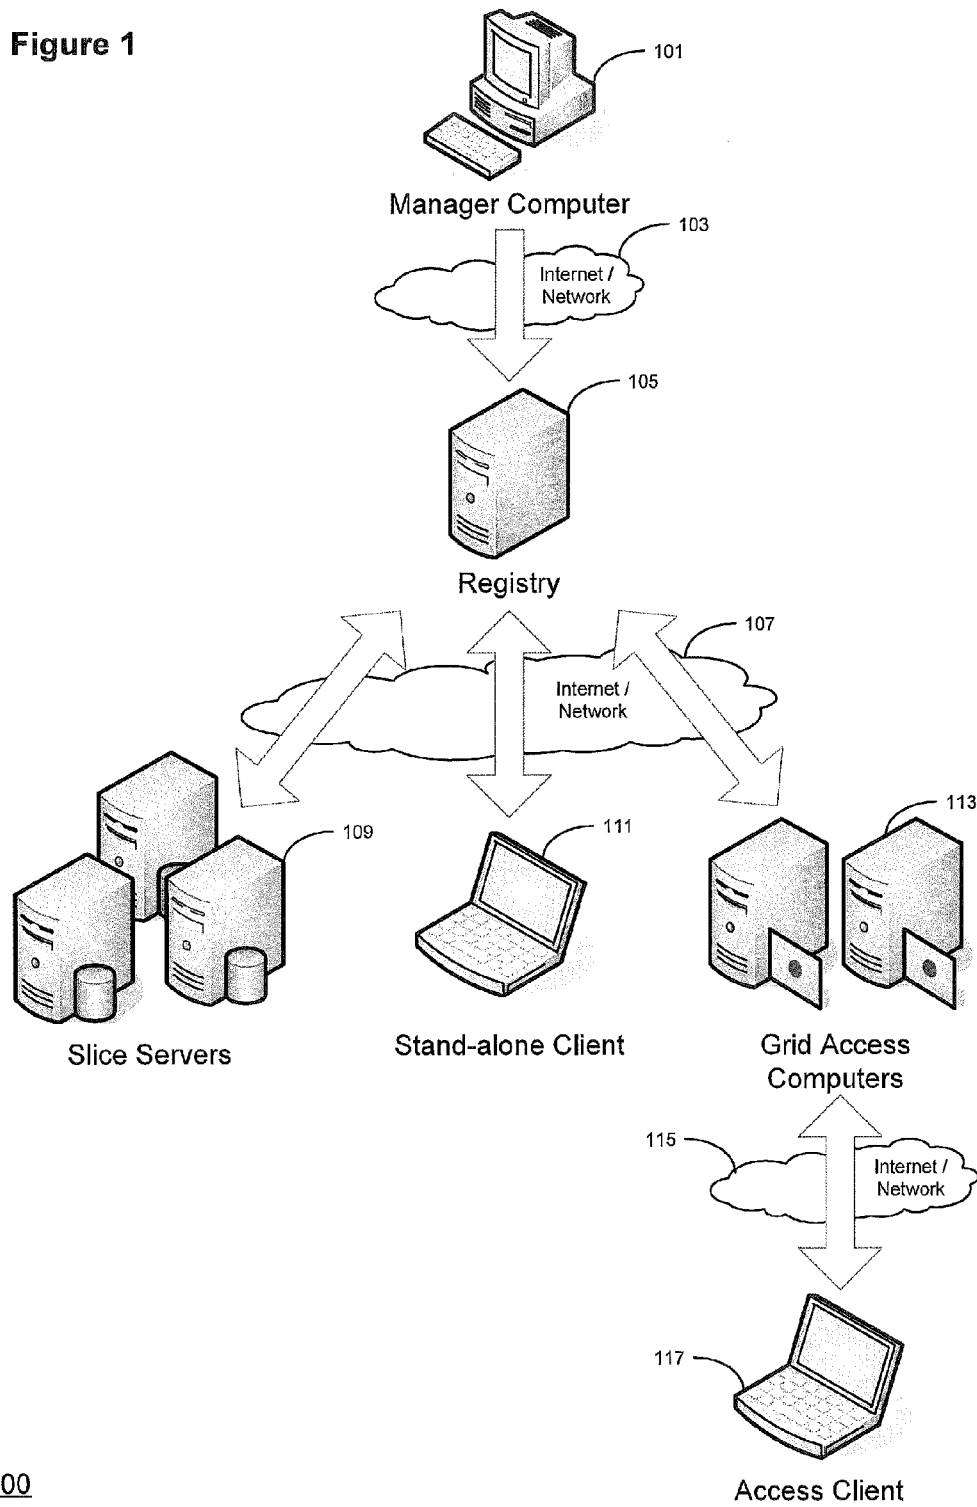 Figure 1
101
Manager Computer
103
Internet /
Network
105
Registry
107
Internet /
Network
109
111
113
Slice Servers
Stand-alone Client
Grid Access
Computers
115
Internet /
Network
117
00
Access Client